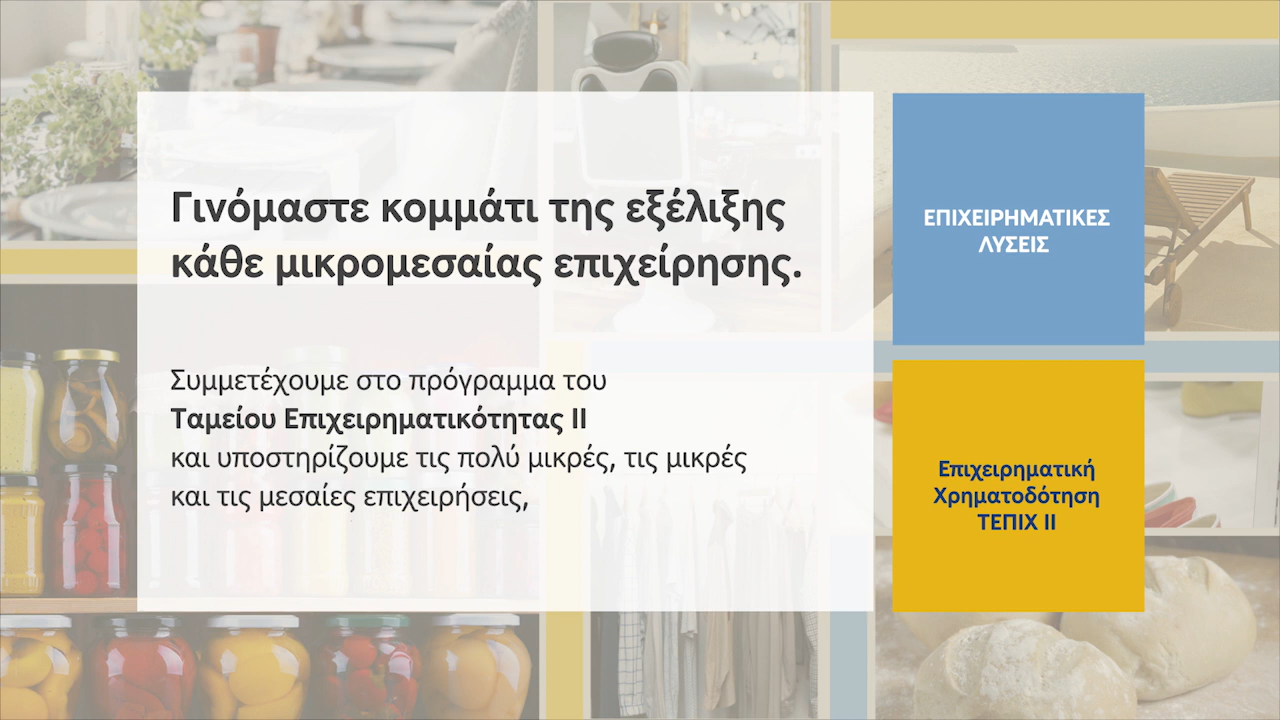 Γινόμαστε κομμάτι της εξέλιξης
κάθε μικρομεσαίας επιχείρησης.
Συμμετέχουμε στο πρόγραμμα του
Ταμείου Επιχειρηματικότητας ΙΙ
και υποστηρίζουμε τις πολύ μικρές, τις μικρές
και τις μεσαίες επιχειρήσεις,
ΕΠΙΧΕΙΡΗΜΑΤΙΚΕΣ
ΛΥΣΕΙΣ
Επιχειρηματική
Χρηματοδότηση
ΤΕΠΙΧ ΙΙ